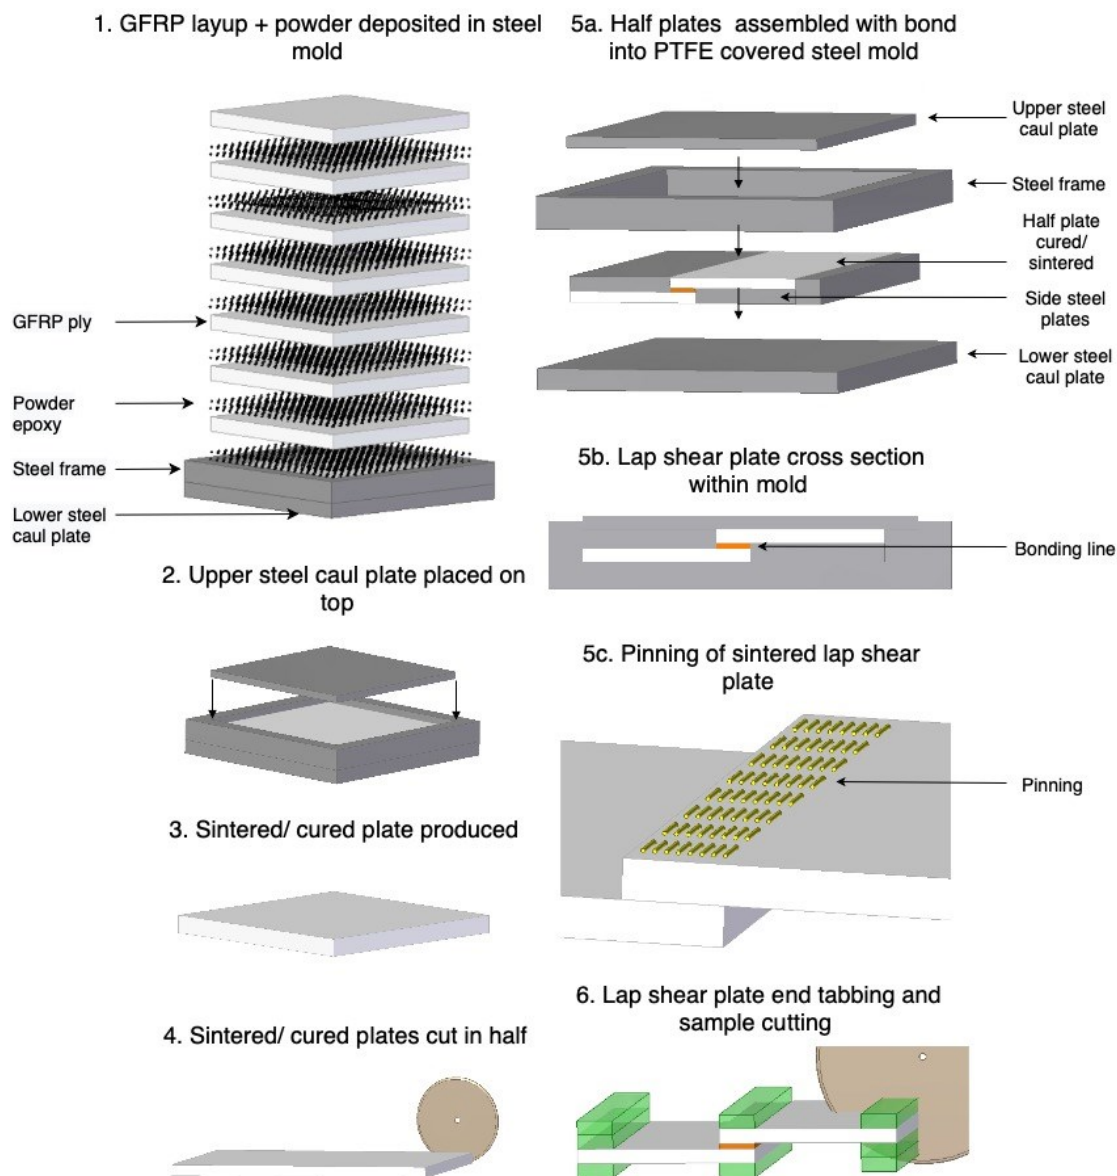 1. GFRP layup + powder deposited in steel
mold
GFRP ply
Powder
epoxy
Steel frame
Lower steel
caul plate
2. Upper steel caul plate placed on
top
3. Sintered/ cured plate produced
4. Sintered/ cured plates cut in half
5a. Half plates assembled with bond
into PTFE covered steel mold
Upper steel
caul plate
Steel frame
Half plate
cured/
sintered
Side steel
plates
Lower steel
caul plate
5b. Lap shear plate cross section
within mold
Bonding line
5c. Pinning of sintered lap shear
plate
Pinning
6. Lap shear plate end tabbing and
sample cutting